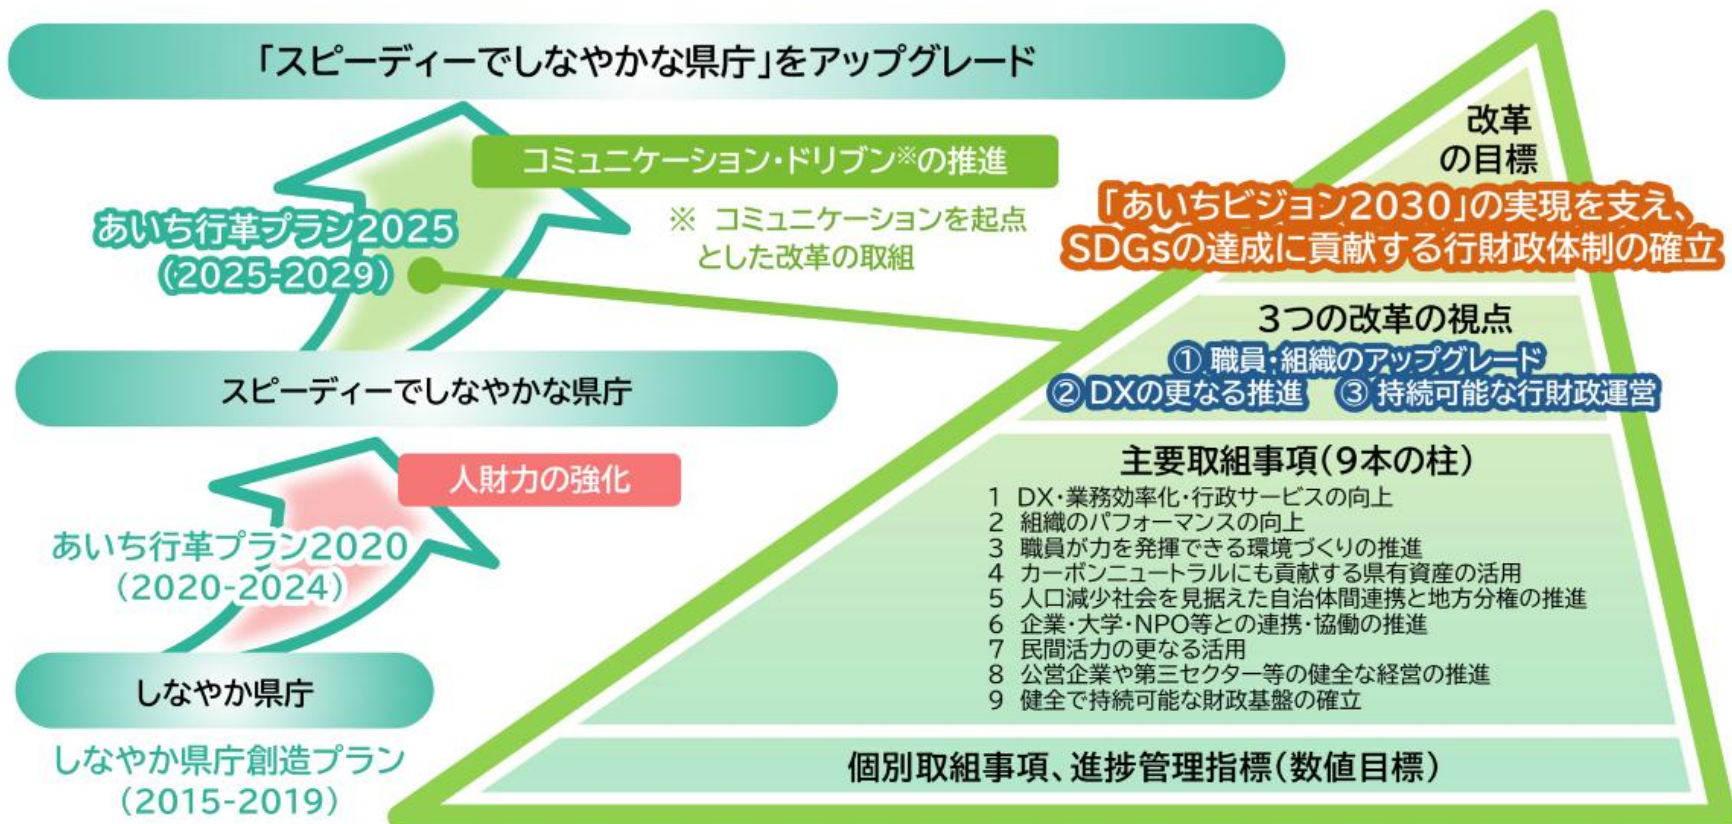 「スピーディーでしなやかな県庁」をアップグレード
コミュニケーション・ドリブン※の推進
※ コミュニケーションを起点
とした改革の取組
あいち行革プラン2025
(2025-2029)
スピーディーでしなやかな県庁
人財力の強化
あいち行革プラン2020
(2020-2024)
しなやか県庁
しなやか県庁創造プラン
(2015-2019)
改革
の目標
「あいちビジョン2030」の実現を支え、
SDGsの達成に貢献する行財政体制の確立
3つの改革の視点
① 職員・組織のアップグレード
② DXの更なる推進 ③ 持続可能な行財政運営
主要取組事項(9本の柱)
1 DX・業務効率化・行政サービスの向上
2 組織のパフォーマンスの向上
3 職員が力を発揮できる環境づくりの推進
4 カーボンニュートラルにも貢献する県有資産の活用
5 人口減少社会を見据えた自治体間連携と地方分権の推進
6 企業・大学・NPO等との連携・協働の推進
7 民間活力の更なる活用
8 公営企業や第三セクター等の健全な経営の推進
9 健全で持続可能な財政基盤の確立
個別取組事項、進捗管理指標(数値目標)